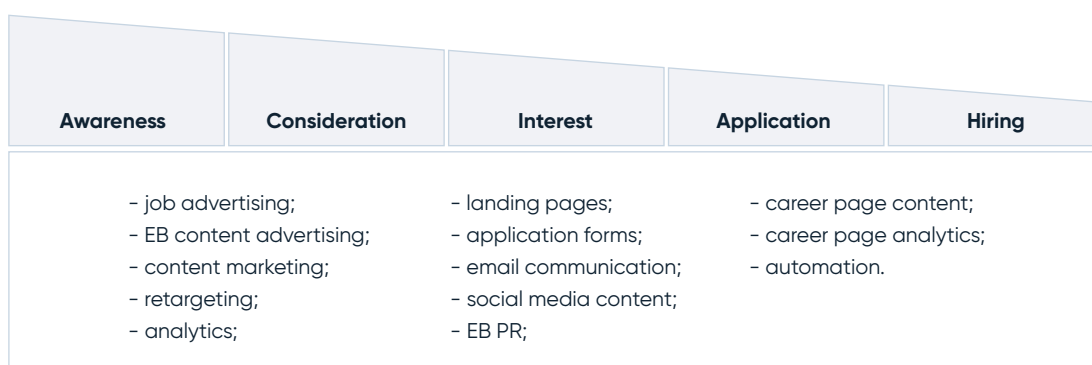 Awareness
Consideration
Interest
Application
Hiring
- job advertising;
- EB content advertising;
- content marketing;
- retargeting;
- analytics;
- landing pages;
- application forms;
- email communication;
- social media content;
- EB PR;
- career page content;
- career page analytics;
- automation.